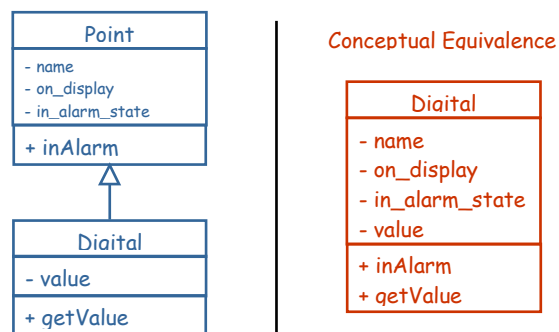 Point
- name
- on_display
- in_alarm_state
+ inAlarm
Digital
- value
+ getValue
Conceptual Equivalence
Digital
- name
- on_display
- in_alarm_state
- value
+ inAlarm
+ getValue